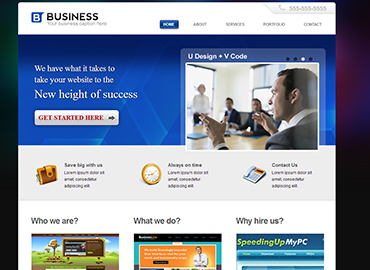 555-555-5555
B
BUSINESS
Your business caption here
HOME
ABOUT
SERVICES
PORTFOLIO
CONTACT
We have what it takes to
take your website to the
New height of success
GET STARTED HERE
U Design + V Code
Save big with us
Lorem ipsum dolor sit
amet, consectetur
adipiscing elit.
Always on time
Lorem ipsum dolor sit
amet, consectetur
adipiscing elit.
Contact Us
Lorem ipsum dolor sit
amet, consectetur
adipiscing elit.
Who we are?
What we do?
Why hire us?
SpeedingUpMyPC